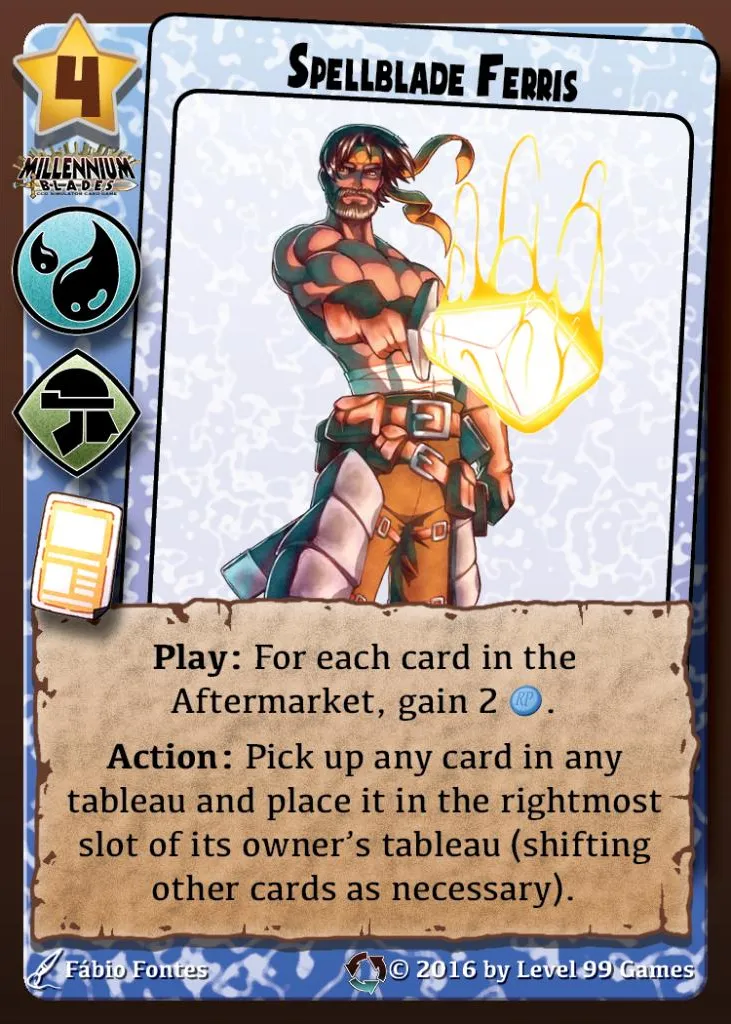 4
SPELLBLADE FERRIS
MILLENNIUM
BLADES
CCG SIMULATOR CARD GAME
Play: For each card in the
Aftermarket, gain 2 RP.
Action: Pick up any card in any
tableau and place it in the rightmost
slot of its owner's tableau (shifting
other cards as necessary).
Fábio Fontes
© 2016 by Level 99 Games